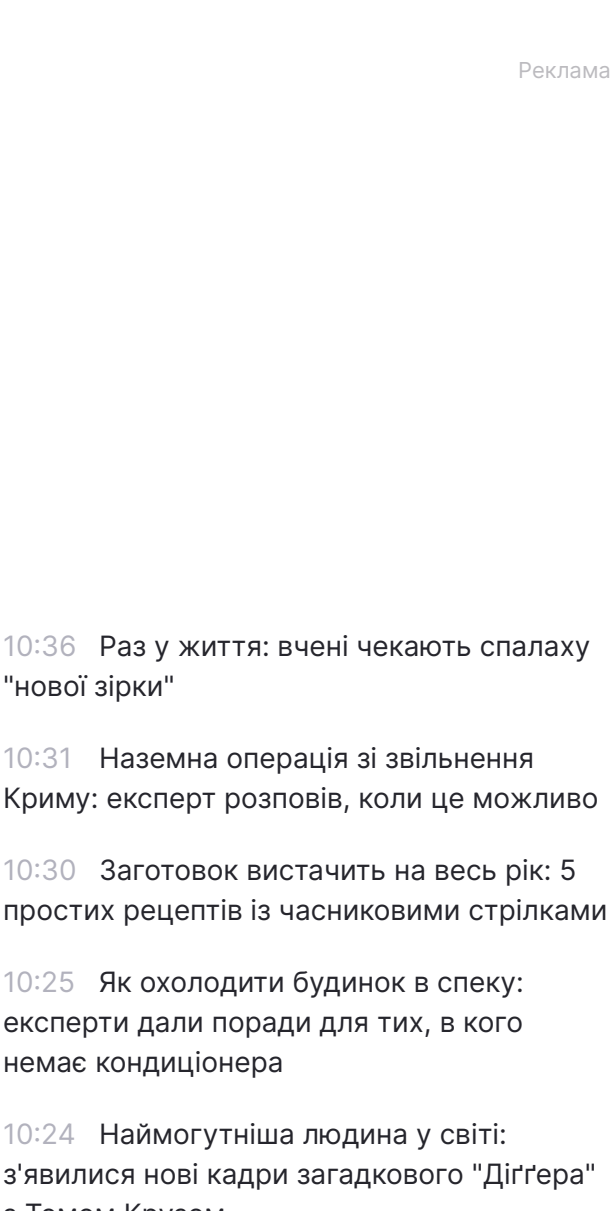 Реклама
10:36 Раз у життя: вчені чекають спалаху
"нової зірки"
10:31 Наземна операція зі звільнення
Криму: експерт розповів, коли це можливо
10:30 Заготовок вистачить на весь рік: 5
простих рецептів із часниковими стрілками
10:25 Як охолодити будинок в спеку:
експерти дали поради для тих, в кого
немає кондиціонера
10:24 Наймогутніша людина у світі:
з'явилися нові кадри загадкового "Діґґера"
з Томом Крузом